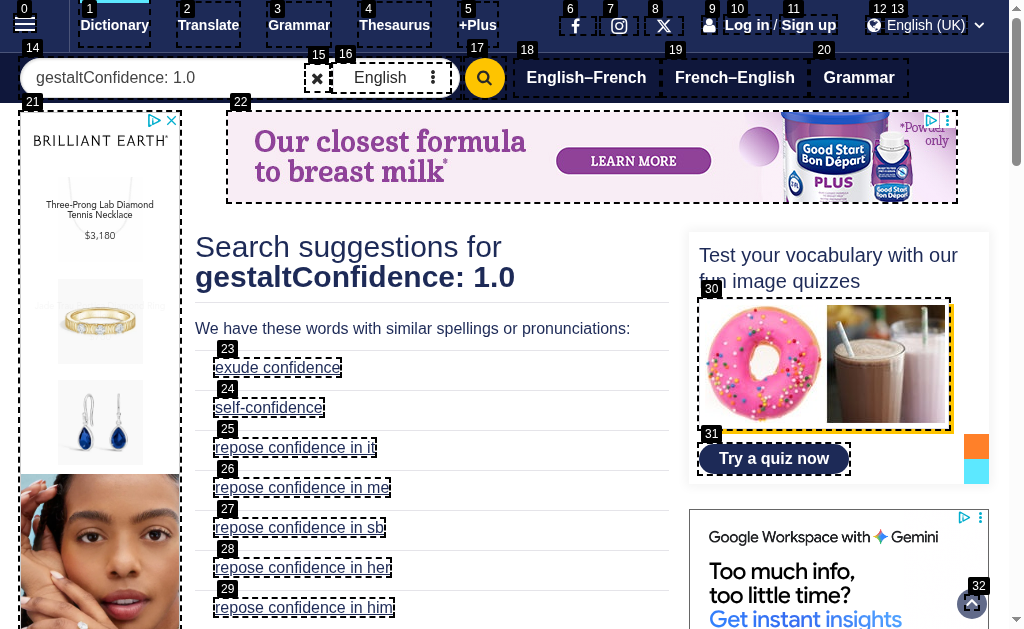 0
1
2
3
4
5
6
7
8
9
10
11
12
13
Dictionary
Translate
Grammar
Thesaurus
+Plus
Log in / Sign up
English (UK)
14
15
16
17
18
19
20
gestaltConfidence: 1.0
English
English–French
French–English
Grammar
21
22
BRILLIANT EARTH
Three-Prong Lab Diamond
Tennis Necklace
$3,180
Our closest formula
to breast milk*
LEARN MORE
Good Start
Bon Départ
PLUS
Good Start
Bon Départ
*Powder
only
Search suggestions for
gestaltConfidence: 1.0
We have these words with similar spellings or pronunciations:
23
exude confidence
24
self-confidence
25
repose confidence in it
26
repose confidence in me
27
repose confidence in sb
28
repose confidence in her
29
repose confidence in him
Test your vocabulary with our
fun image quizzes
30
31
Try a quiz now
Google Workspace with Gemini
Too much info,
too little time?
Get instant insights
32